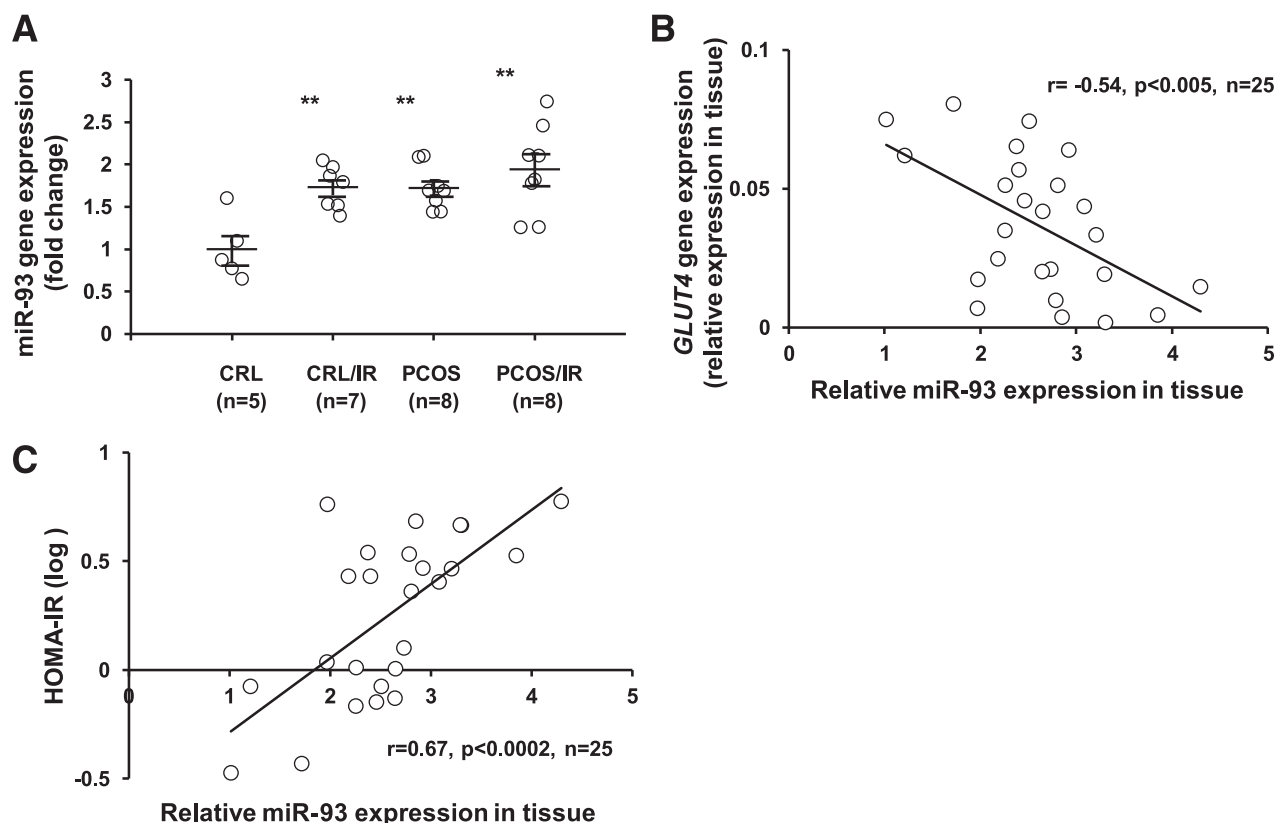 A
miR-93 gene expression
(fold change)
3
2.5
2
1.5
1
0.5
0
**
**
**
CRL
(n=5)
CRL/IR
(n=7)
PCOS
(n=8)
PCOS/IR
(n=8)
B
GLUT4 gene expression
(relative expression in tissue)
0.1
0.05
0
r= -0.54, p<0.005, n=25
0
1
2
3
4
5
Relative miR-93 expression in tissue
C
HOMA-IR (log )
1
0.5
0
-0.5
0
1
2
3
4
5
r=0.67, p<0.0002, n=25
Relative miR-93 expression in tissue